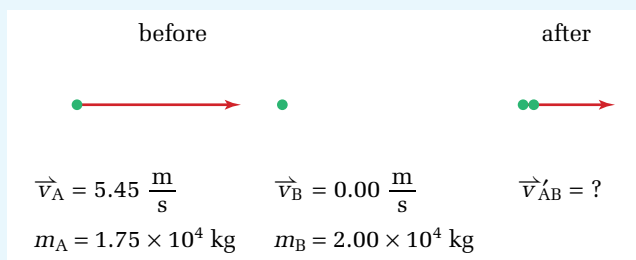 before after
v⃗A = 5.45 m/s v⃗B = 0.00 m/s v⃗′AB = ?
mA = 1.75 × 10⁴ kg mB = 2.00 × 10⁴ kg